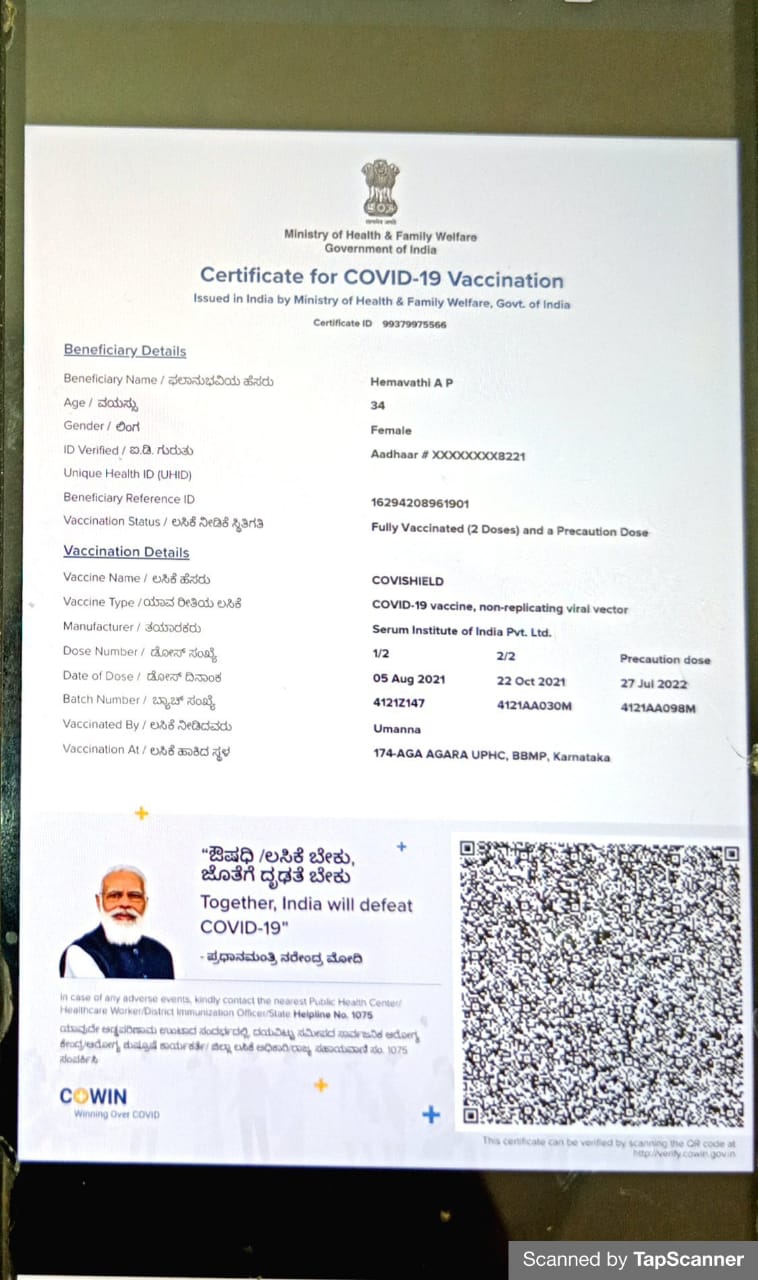 Ministry of Health & Family Welfare
Government of India
Certificate for COVID-19 Vaccination
Issued in India by Ministry of Health & Family Welfare, Govt. of India
Certificate ID 99379975566
Beneficiary Details
Beneficiary Name / ಫಲಾನುಭವಿಯ ಹೆಸರು Hemavathi A P
Age / ವಯಸ್ಸು 34
Gender / ಲಿಂಗ Female
ID Verified / ಐ.ಡಿ. ಗುರುತು Aadhaar # XXXXXXXX8221
Unique Health ID (UHID)
Beneficiary Reference ID 16294208961901
Vaccination Status / ಲಸಿಕೆ ನೀಡಿಕೆ ಸ್ಥಿತಿಗತಿ Fully Vaccinated (2 Doses) and a Precaution Dose
Vaccination Details
Vaccine Name / ಲಸಿಕೆ ಹೆಸರು COVISHIELD
Vaccine Type /ಯಾವ ರೀತಿಯ ಲಸಿಕೆ COVID-19 vaccine, non-replicating viral vector
Manufacturer / ತಯಾರಕರು Serum Institute of India Pvt. Ltd.
Dose Number / ಡೋಸ್ ಸಂಖ್ಯೆ 1/2 2/2 Precaution dose
Date of Dose / ಡೋಸ್ ದಿನಾಂಕ 05 Aug 2021 22 Oct 2021 27 Jul 2022
Batch Number / ಬ್ಯಾಚ್ ಸಂಖ್ಯೆ 4121Z147 4121AA030M 4121AA098M
Vaccinated By / ಲಸಿಕೆ ನೀಡಿದವರು Umanna
Vaccination At / ಲಸಿಕೆ ಹಾಕಿದ ಸ್ಥಳ 174-AGA AGARA UPHC, BBMP, Karnataka
"ಔಷಧಿ /ಲಸಿಕೆ ಬೇಕು,
ಜೊತೆಗೆ ದೃಢತೆ ಬೇಕು
Together, India will defeat
COVID-19"
- ಪ್ರಧಾನಮಂತ್ರಿ ನರೇಂದ್ರ ಮೋದಿ
In case of any adverse events, kindly contact the nearest Public Health Center/
Healthcare Worker/District Immunization Officer/State Helpline No. 1075
COWIN
Winning Over COVID
This certificate can be verified by scanning the QR code at
http://verify.cowin.gov.in
Scanned by TapScanner